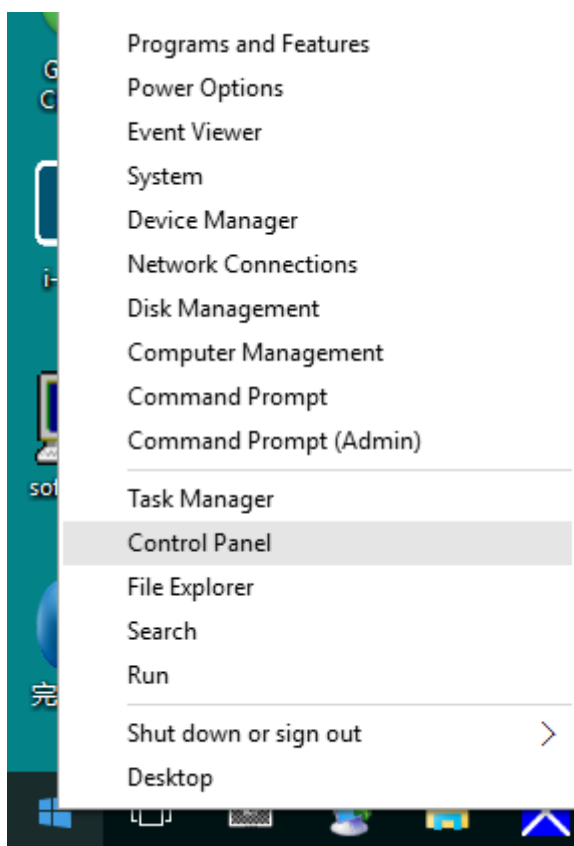 Programs and Features
Power Options
Event Viewer
System
Device Manager
Network Connections
Disk Management
Computer Management
Command Prompt
Command Prompt (Admin)
Task Manager
Control Panel
File Explorer
Search
Run
Shut down or sign out
Desktop